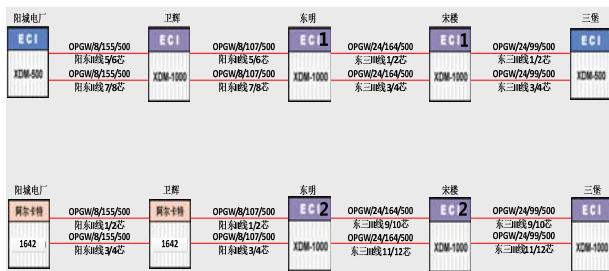 阳城电厂 卫辉 东明 宋楼 三堡
ECI OPGW/8/155/500 ECI OPGW/8/107/500 ECI 1 OPGW/24/164/500 ECI 1 OPGW/24/99/500 ECI
阳东II线5/6芯 阳东II线5/6芯 东三II线1/2芯 东三II线1/2芯
XDM-500 OPGW/8/155/500 XDM-1000 OPGW/8/107/500 XDM-1000 OPGW/24/164/500 XDM-1000 OPGW/24/99/500 XDM-500
阳东II线7/8芯 阳东II线7/8芯 东三II线3/4芯 东三II线3/4芯
阳城电厂 卫辉 东明 宋楼 三堡
阿尔卡特 OPGW/8/155/500 阿尔卡特 OPGW/8/107/500 ECI 2 OPGW/24/164/500 ECI 2 OPGW/24/99/500 ECI
阳东II线1/2芯 阳东II线1/2芯 东三II线9/10芯 东三II线9/10芯
1642 OPGW/8/155/500 1642 OPGW/8/107/500 XDM-1000 OPGW/24/164/500 XDM-1000 OPGW/24/99/500 XDM-1000
阳东II线3/4芯 阳东II线3/4芯 东三II线11/12芯 东三II线11/12芯